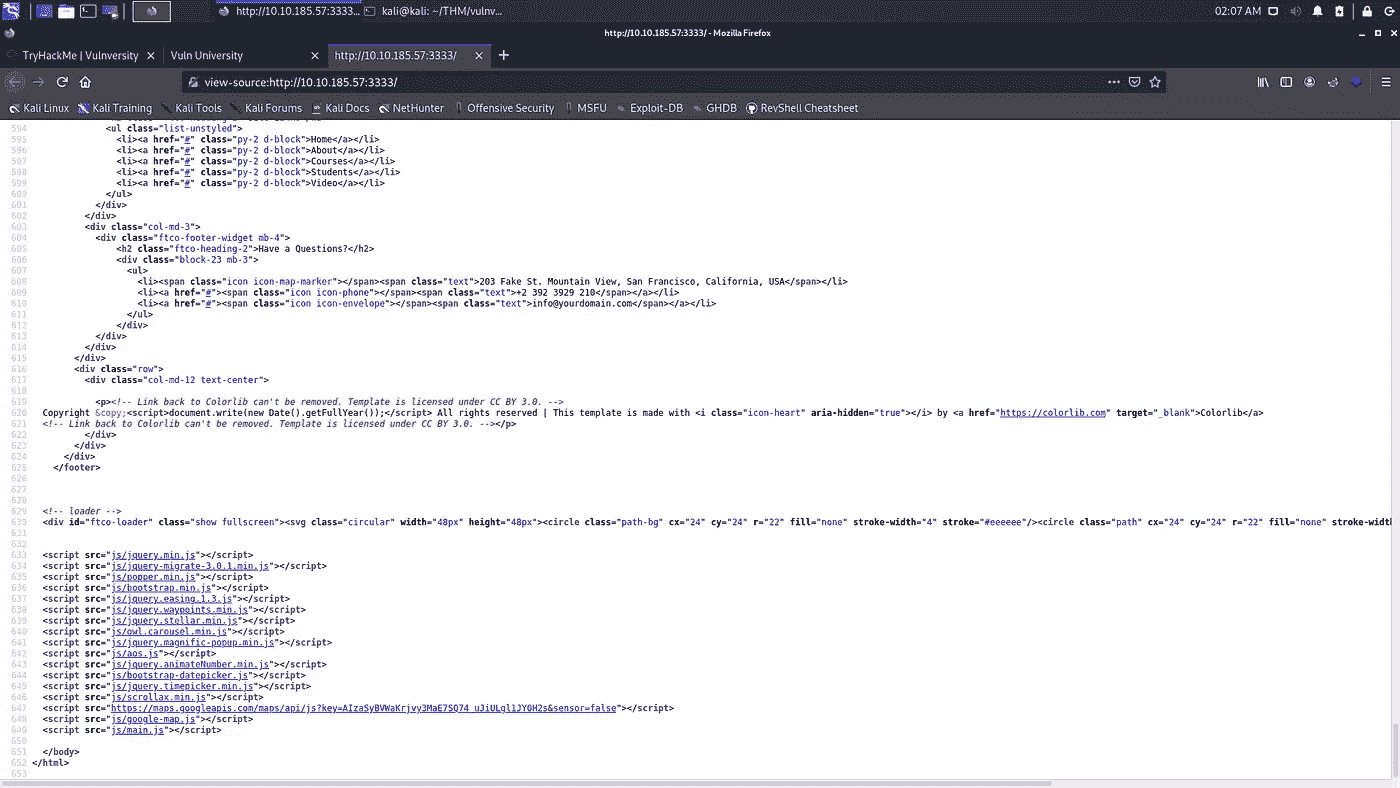 http://10.10.185.57:3333... kali@kali: ~/THM/vulnv... 02:07 AM
http://10.10.185.57:3333/ - Mozilla Firefox
TryHackMe | Vulnversity Vuln University http://10.10.185.57:3333/
view-source:http://10.10.185.57:3333/
Kali Linux Kali Training Kali Tools Kali Forums Kali Docs NetHunter Offensive Security MSFU Exploit-DB GHDB RevShell Cheatsheet
594 <ul class="list-unstyled">
595 <li><a href="#" class="py-2 d-block">Home</a></li>
596 <li><a href="#" class="py-2 d-block">About</a></li>
597 <li><a href="#" class="py-2 d-block">Courses</a></li>
598 <li><a href="#" class="py-2 d-block">Students</a></li>
599 <li><a href="#" class="py-2 d-block">Video</a></li>
600 </ul>
601 </div>
602 </div>
603 <div class="col-md-3">
604 <div class="ftco-footer-widget mb-4">
605 <h2 class="ftco-heading-2">Have a Questions?</h2>
606 <div class="block-23 mb-3">
607 <ul>
608 <li><span class="icon icon-map-marker"></span><span class="text">203 Fake St. Mountain View, San Francisco, California, USA</span></li>
609 <li><a href="#"><span class="icon icon-phone"></span><span class="text">+2 392 3929 210</span></a></li>
610 <li><a href="#"><span class="icon icon-envelope"></span><span class="text">info@yourdomain.com</span></a></li>
611 </ul>
612 </div>
613 </div>
614 </div>
615 </div>
616 <div class="row">
617 <div class="col-md-12 text-center">
618
619 <p><!-- Link back to Colorlib can't be removed. Template is licensed under CC BY 3.0. -->
620 Copyright &copy;<script>document.write(new Date().getFullYear());</script> All rights reserved | This template is made with <i class="icon-heart" aria-hidden="true"></i> by <a href="https://colorlib.com" target="_blank">Colorlib</a>
621 <!-- Link back to Colorlib can't be removed. Template is licensed under CC BY 3.0. --></p>
622 </div>
623 </div>
624 </div>
625 </footer>
626
627
628
629 <!-- loader -->
630 <div id="ftco-loader" class="show fullscreen"><svg class="circular" width="48px" height="48px"><circle class="path-bg" cx="24" cy="24" r="22" fill="none" stroke-width="4" stroke="#eeeeee"/><circle class="path" cx="24" cy="24" r="22" fill="none" stroke-widt
631
632
633 <script src="js/jquery.min.js"></script>
634 <script src="js/jquery-migrate-3.0.1.min.js"></script>
635 <script src="js/popper.min.js"></script>
636 <script src="js/bootstrap.min.js"></script>
637 <script src="js/jquery.easing.1.3.js"></script>
638 <script src="js/jquery.waypoints.min.js"></script>
639 <script src="js/jquery.stellar.min.js"></script>
640 <script src="js/owl.carousel.min.js"></script>
641 <script src="js/jquery.magnific-popup.min.js"></script>
642 <script src="js/aos.js"></script>
643 <script src="js/jquery.animateNumber.min.js"></script>
644 <script src="js/bootstrap-datepicker.js"></script>
645 <script src="js/jquery.timepicker.min.js"></script>
646 <script src="js/scrollax.min.js"></script>
647 <script src="https://maps.googleapis.com/maps/api/js?key=AIzaSyBVWaKrjvy3MaE7SQ74_uJiULgl1JY0H2s&sensor=false"></script>
648 <script src="js/google-map.js"></script>
649 <script src="js/main.js"></script>
650
651 </body>
652 </html>
653